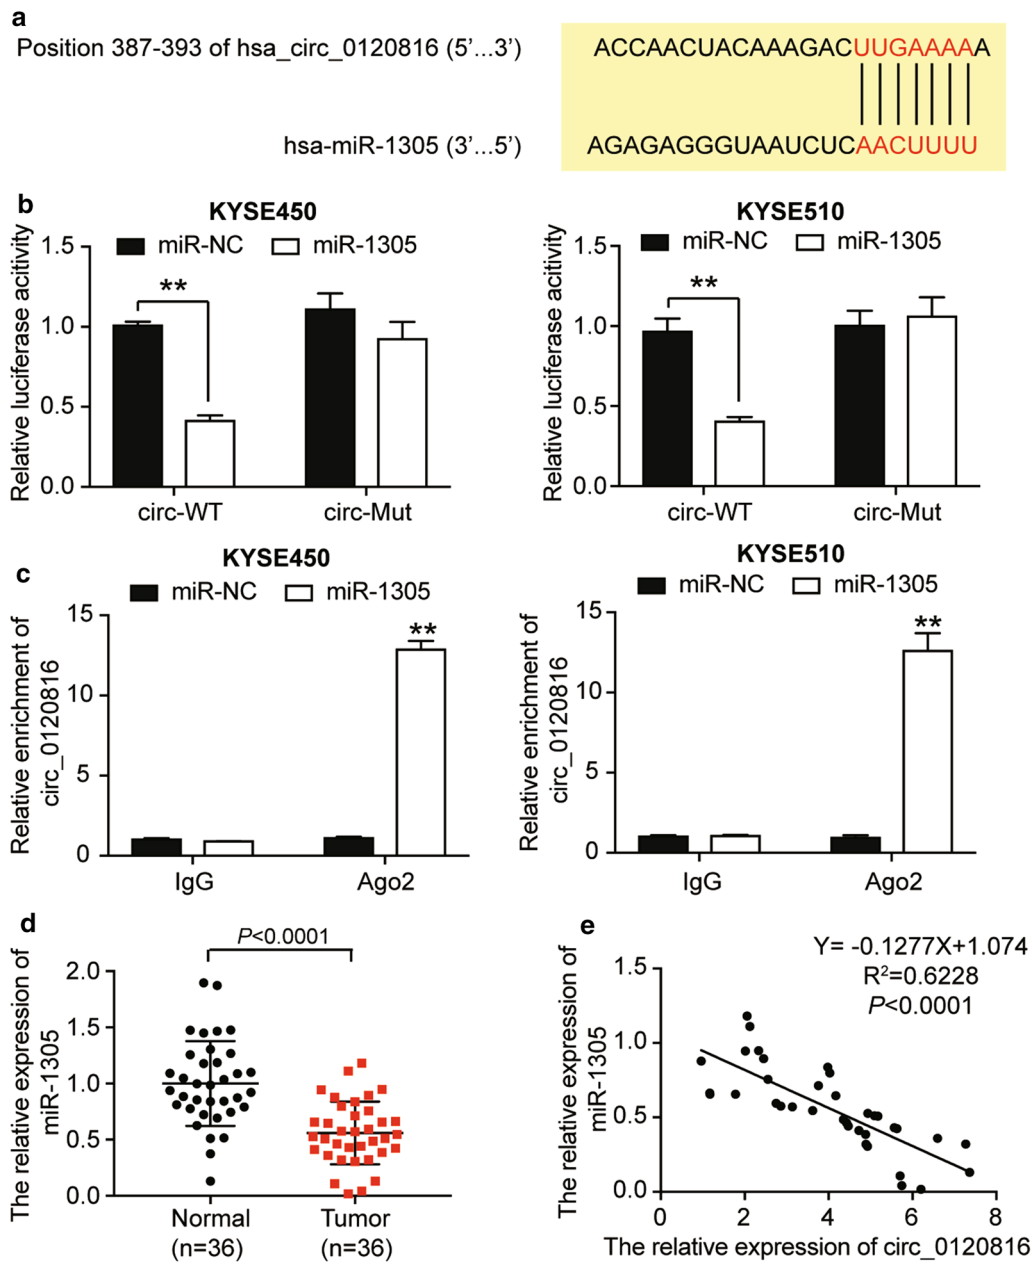 a
Position 387-393 of hsa_circ_0120816 (5’...3’)
ACCAACUACAAAGACUUGAAAAA
hsa-miR-1305 (3’...5’)
AGAGAGGGUAAUCUCAACUUUU
b
KYSE450
miR-NC miR-1305
Relative luciferase acitivity
1.5
1.0
0.5
0.0
**
circ-WT circ-Mut
KYSE510
miR-NC miR-1305
Relative luciferase acitivity
1.5
1.0
0.5
0.0
**
circ-WT circ-Mut
c
KYSE450
miR-NC miR-1305
Relative enrichment of
circ_0120816
15
10
5
0
**
IgG Ago2
KYSE510
miR-NC miR-1305
Relative enrichment of
circ_0120816
15
10
5
0
**
IgG Ago2
d
The relative expression of
miR-1305
2.0
1.5
1.0
0.5
0.0
P<0.0001
Normal Tumor
(n=36) (n=36)
e
Y= -0.1277X+1.074
R²=0.6228
P<0.0001
The relative expression of
miR-1305
1.5
1.0
0.5
0.0
0 2 4 6 8
The relative expression of circ_0120816